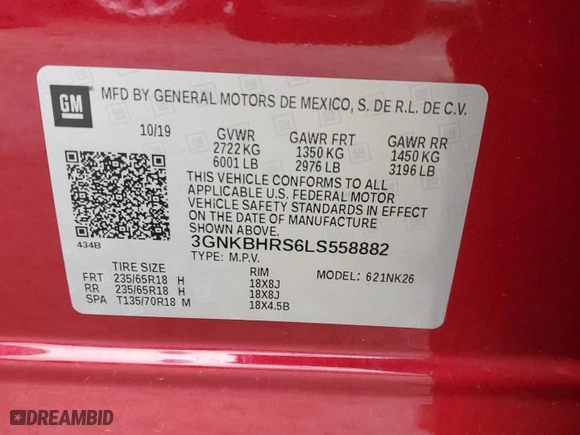 GM
MFD BY GENERAL MOTORS DE MEXICO, S. DE R.L. DE C.V.
10/19 GVWR GAWR FRT GAWR RR
2722 KG 1350 KG 1450 KG
6001 LB 2976 LB 3196 LB
THIS VEHICLE CONFORMS TO ALL
APPLICABLE U.S. FEDERAL MOTOR
VEHICLE SAFETY STANDARDS IN EFFECT
ON THE DATE OF MANUFACTURE
434B 3GNKBHRS6LS558882
TYPE: M.P.V. MODEL: 621NK26
TIRE SIZE RIM
FRT 235/65R18 H 18X8J
RR 235/65R18 H 18X8J
SPA T135/70R18 M 18X4.5B
DREAMBID